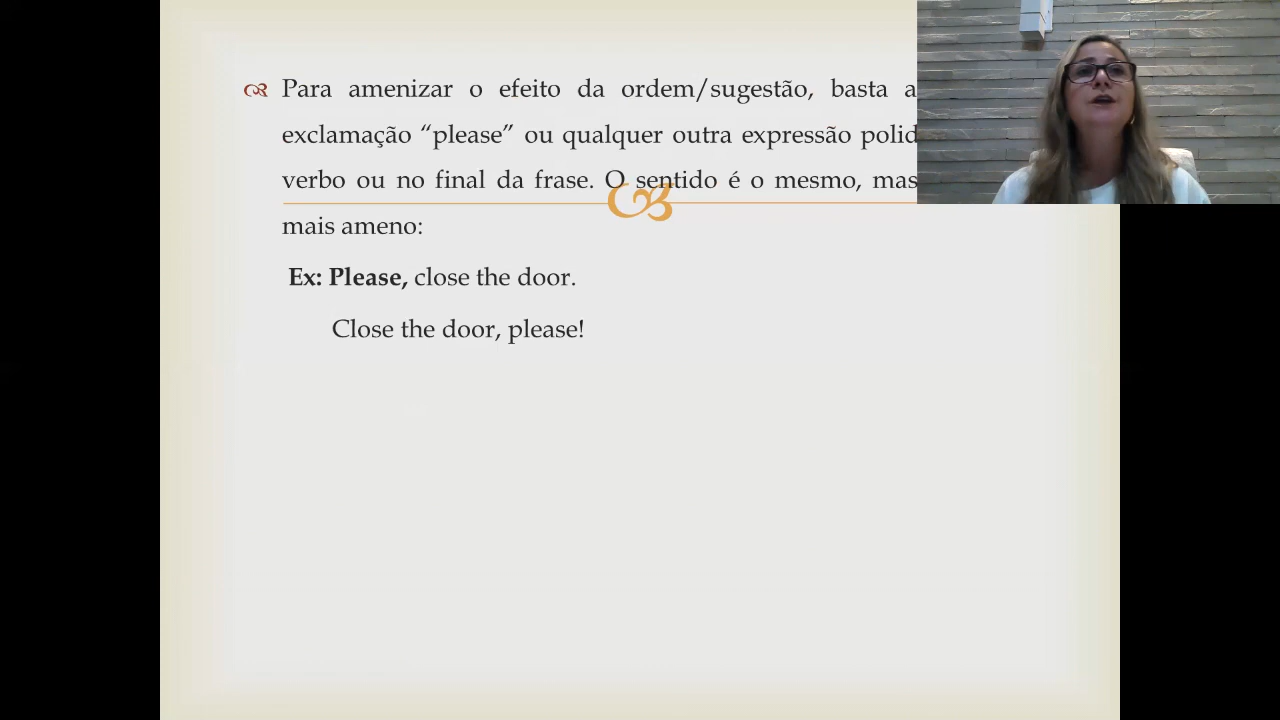 Para amenizar o efeito da ordem/sugestão, basta a
exclamação “please” ou qualquer outra expressão polid
verbo ou no final da frase. O sentido é o mesmo, mas
mais ameno:
Ex: Please, close the door.
Close the door, please!